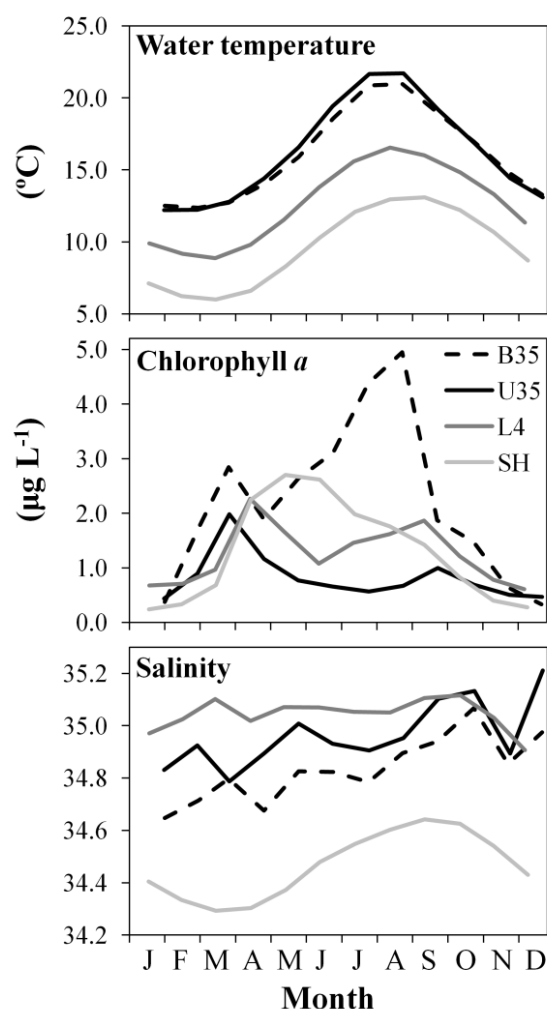 Water temperature
25.0
20.0
15.0
10.0
5.0
(ºC)
Chlorophyll a
5.0
4.0
3.0
2.0
1.0
0.0
(µg L-1)
B35
U35
L4
SH
Salinity
35.2
35.0
34.8
34.6
34.4
34.2
J F M A M J J A S O N D
Month